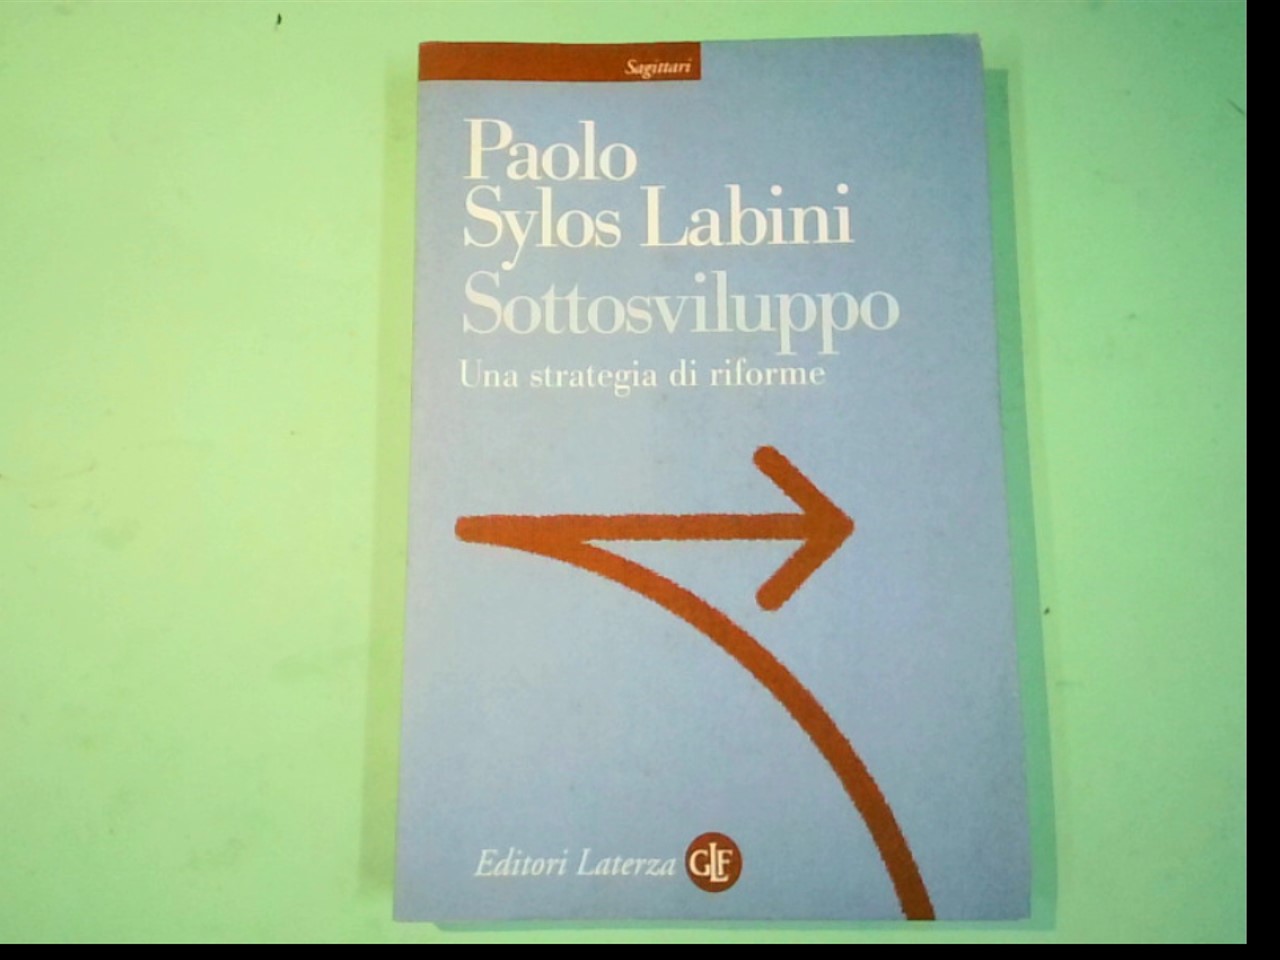 Sagittari
Paolo
Sylos Labini
Sottosviluppo
Una strategia di riforme
Editori Laterza GLF